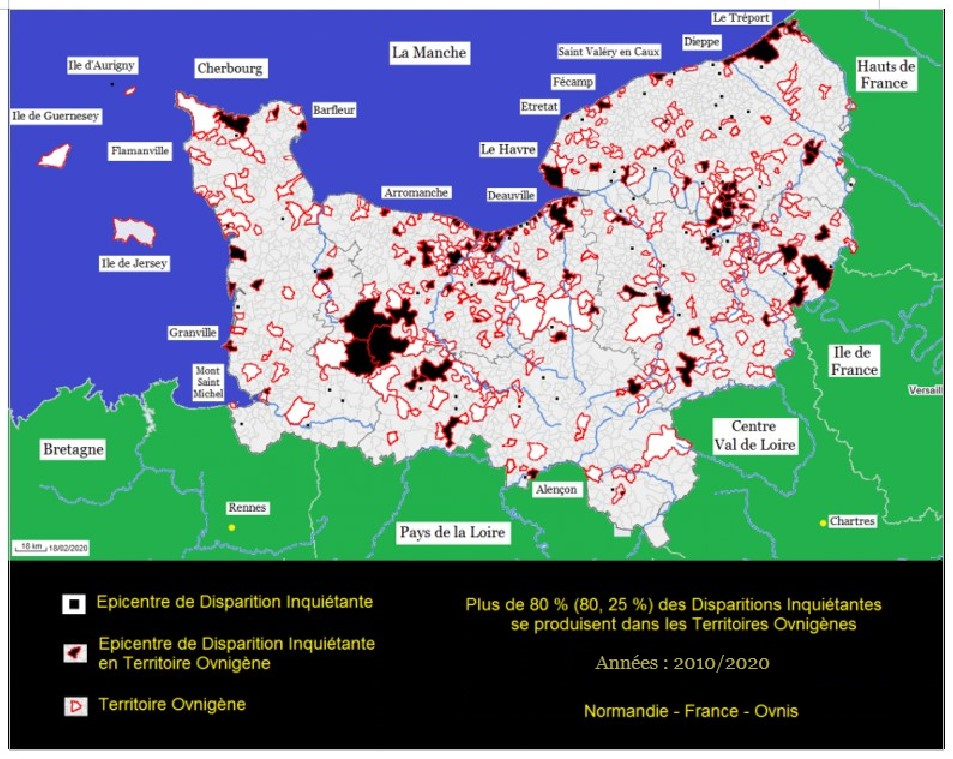 Le Tréport
Dieppe
La Manche
Saint Valéry en Caux
Ile d'Aurigny
Cherbourg
Hauts de
France
Fécamp
Etretat
Barfleur
Ile de Guernesey
Flamanville
Le Havre
Arromanche
Deauville
Ile de Jersey
Granville
Mont
Saint
Michel
Ile de
France
Versaill
Centre
Val de Loire
Bretagne
Alençon
Rennes
Pays de la Loire
Chartres
18 km 18/02/2020
Epicentre de Disparition Inquiétante
Epicentre de Disparition Inquiétante
en Territoire Ovnigène
Territoire Ovnigène
Plus de 80 % (80, 25 %) des Disparitions Inquiétantes
se produisent dans les Territoires Ovnigènes
Années : 2010/2020
Normandie - France - Ovnis